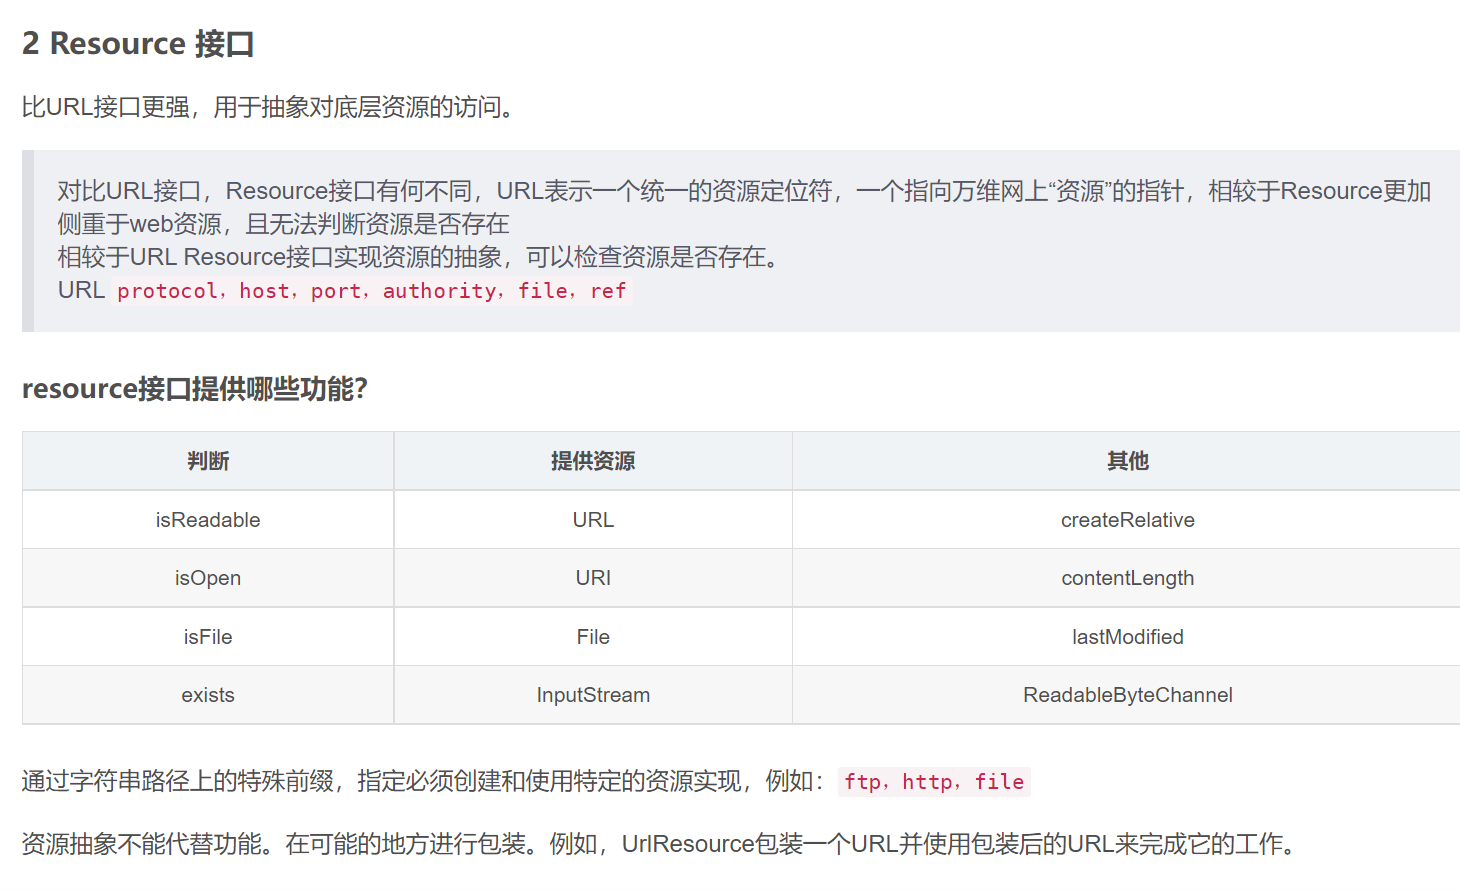 2 Resource 接口
比URL接口更强，用于抽象对底层资源的访问。
对比URL接口，Resource接口有何不同，URL表示一个统一的资源定位符，一个指向万维网上“资源”的指针，相较于Resource更加
侧重于web资源，且无法判断资源是否存在
相较于URL Resource接口实现资源的抽象，可以检查资源是否存在。
URL protocol，host，port，authority，file，ref
resource接口提供哪些功能？
判断 提供资源 其他
isReadable URL createRelative
isOpen URI contentLength
isFile File lastModified
exists InputStream ReadableByteChannel
通过字符串路径上的特殊前缀，指定必须创建和使用特定的资源实现，例如：ftp，http，file
资源抽象不能代替功能。在可能的地方进行包装。例如，UrlResource包装一个URL并使用包装后的URL来完成它的工作。